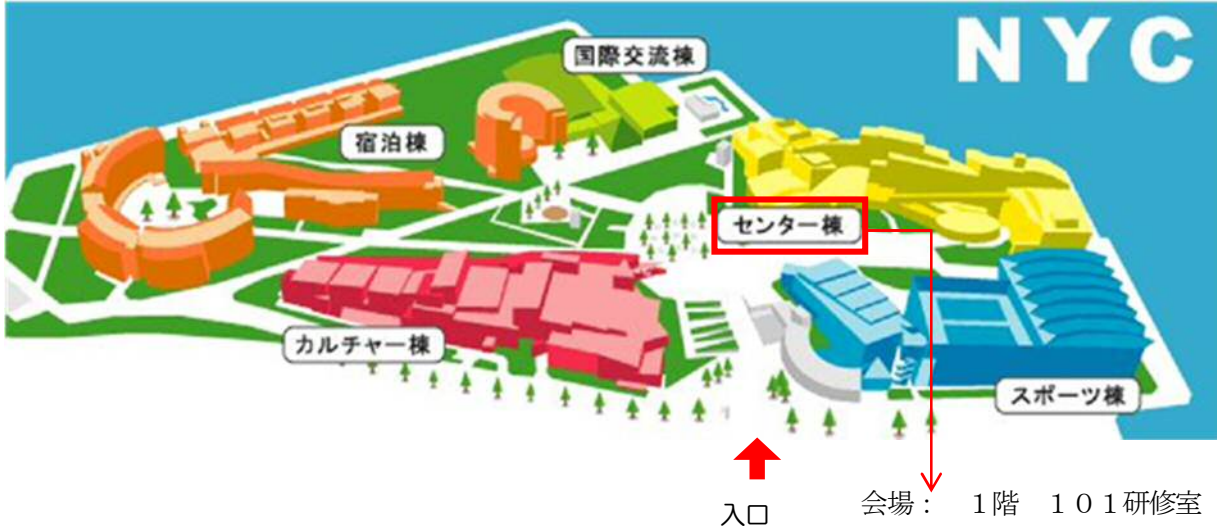 NYC
国際交流棟
宿泊棟
センター棟
カルチャー棟
スポーツ棟
入口
会場： 1階 101研修室